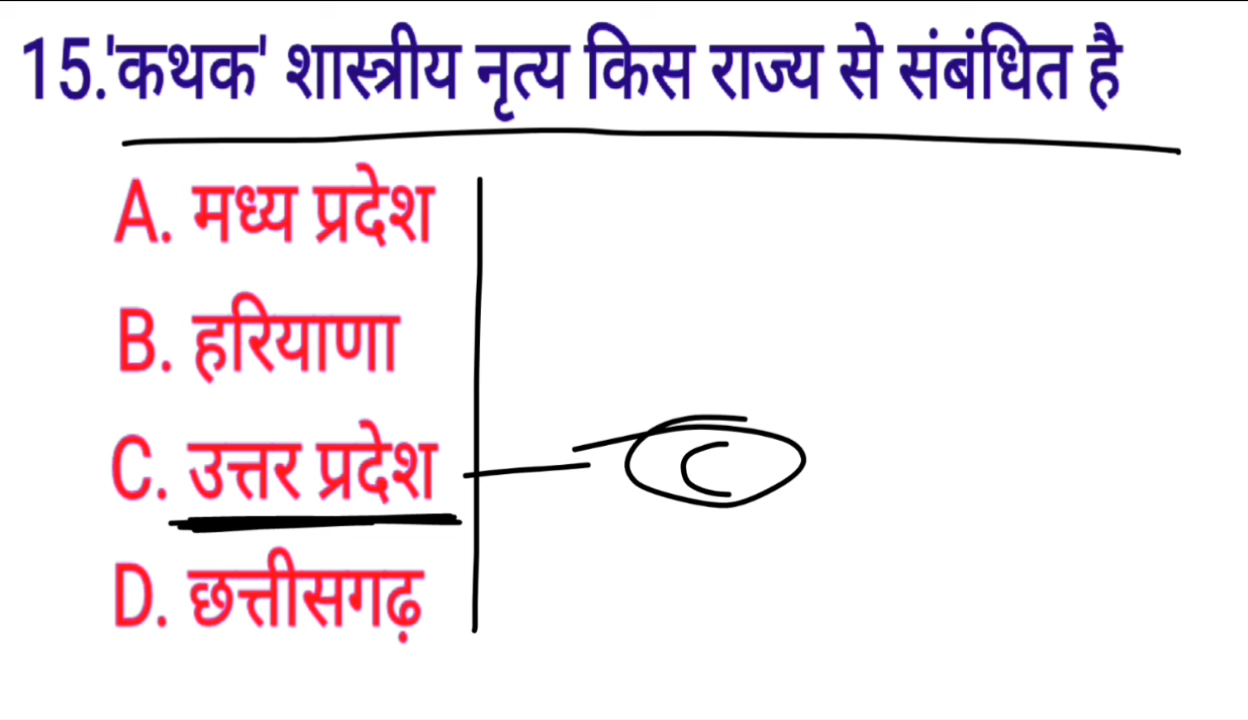 15.'कथक' शास्त्रीय नृत्य किस राज्य से संबंधित है
A. मध्य प्रदेश
B. हरियाणा
C. उत्तर प्रदेश
C
D. छत्तीसगढ़